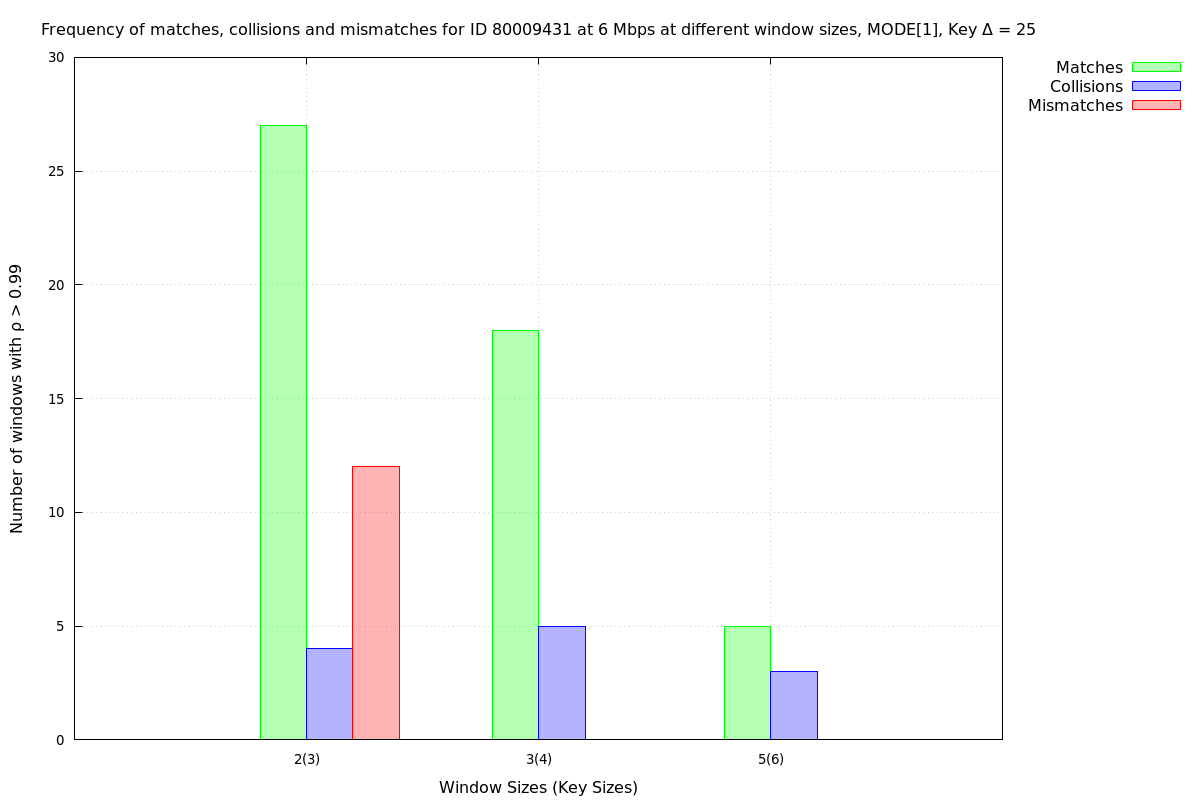 Frequency of matches, collisions and mismatches for ID 80009431 at 6 Mbps at different window sizes, MODE[1], Key Δ = 25
Matches
Collisions
Mismatches
Number of windows with ρ > 0.99
30
25
20
15
10
5
0
2(3)
3(4)
5(6)
Window Sizes (Key Sizes)